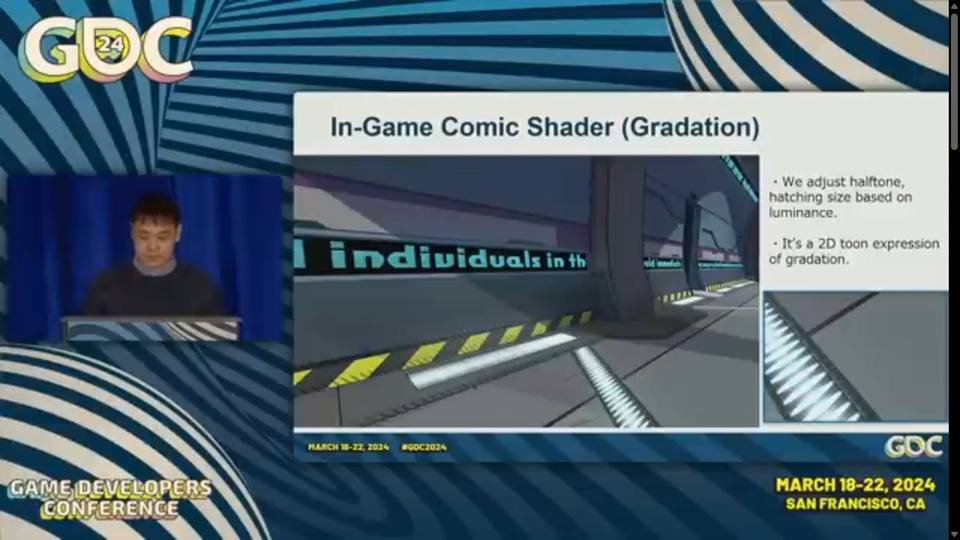 GDC
24
In-Game Comic Shader (Gradation)
・We adjust halftone,
hatching size based on
luminance.
・It's a 2D toon expression
of gradation.
individuals in th
MARCH 18-22, 2024 #GDC2024
GDC
GAME DEVELOPERS
CONFERENCE
MARCH 18-22, 2024
SAN FRANCISCO, CA